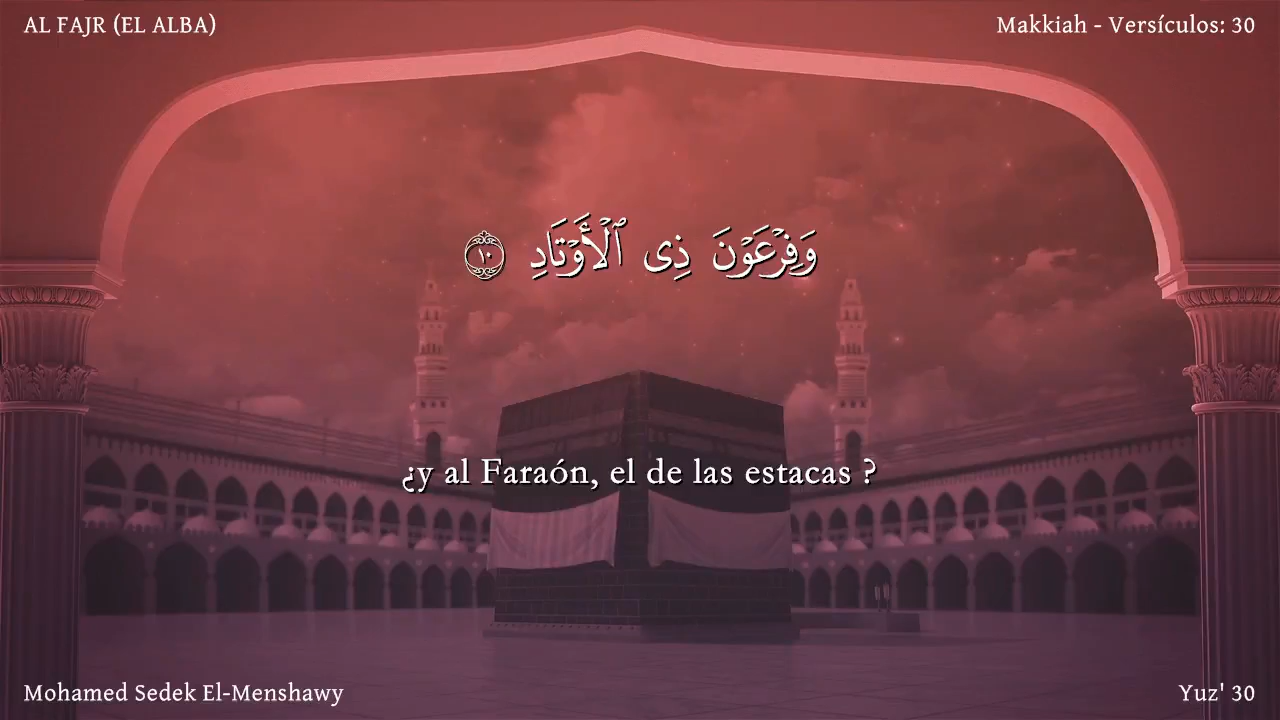 AL FAJR (EL ALBA)
Makkiah - Versículos: 30
وَفِرْعَوْنَ ذِى ٱلْأَوْتَادِ ١٠
¿y al Faraón, el de las estacas ?
Mohamed Sedek El-Menshawy
Yuz' 30